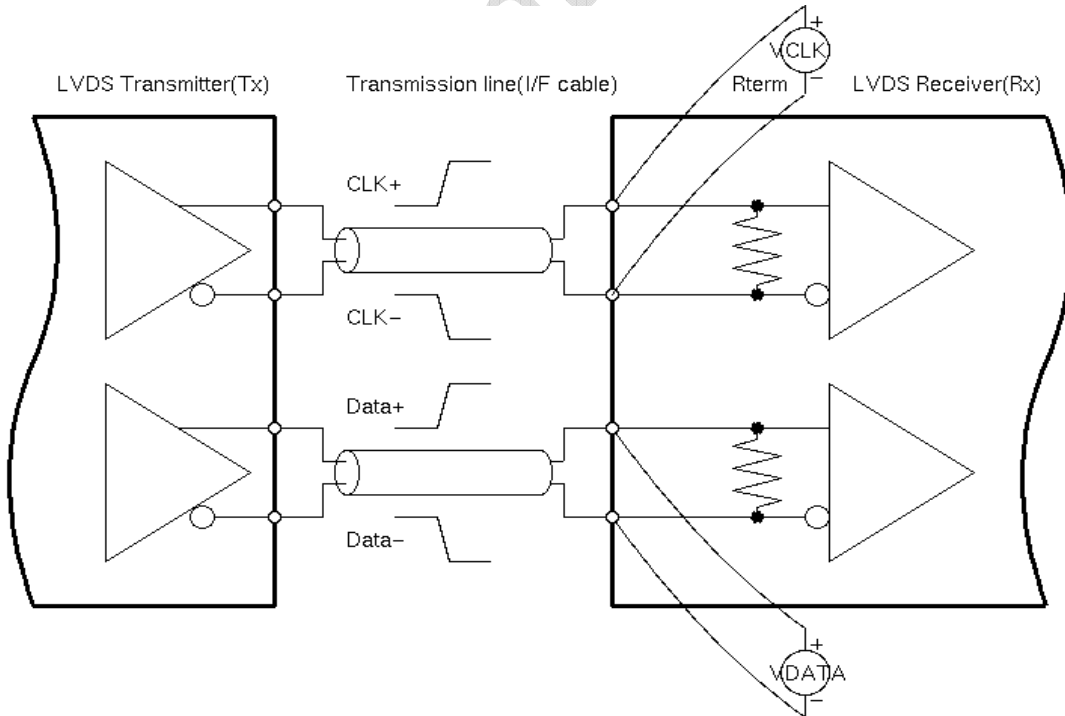 VCLK
+
−
LVDS Transmitter(Tx)
Transmission line(I/F cable)
Rterm
LVDS Receiver(Rx)
CLK+
CLK−
Data+
Data−
+
VDATA
−